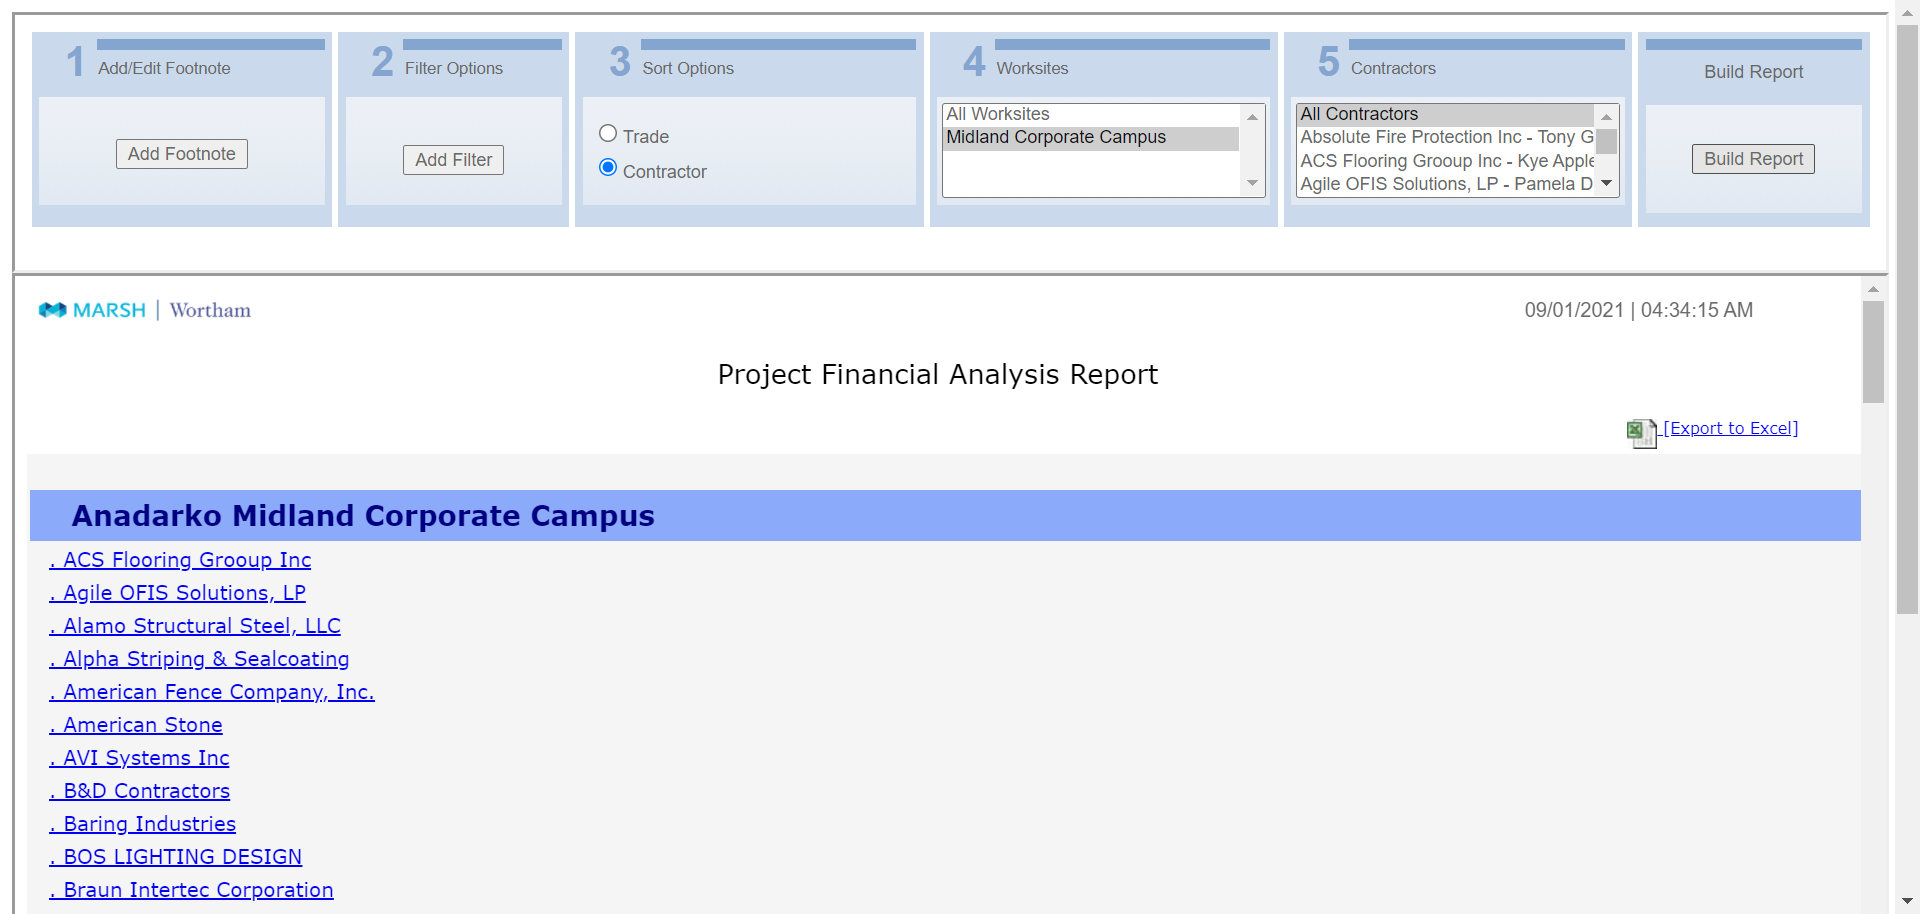 1 Add/Edit Footnote
Add Footnote
2 Filter Options
Add Filter
3 Sort Options
Trade
Contractor
4 Worksites
All Worksites
Midland Corporate Campus
5 Contractors
All Contractors
Absolute Fire Protection Inc - Tony G
ACS Flooring Grooup Inc - Kye Apple
Agile OFIS Solutions, LP - Pamela D
Build Report
Build Report
MARSH | Wortham
09/01/2021 | 04:34:15 AM
Project Financial Analysis Report
[Export to Excel]
Anadarko Midland Corporate Campus
. ACS Flooring Grooup Inc
. Agile OFIS Solutions, LP
. Alamo Structural Steel, LLC
. Alpha Striping & Sealcoating
. American Fence Company, Inc.
. American Stone
. AVI Systems Inc
. B&D Contractors
. Baring Industries
. BOS LIGHTING DESIGN
. Braun Intertec Corporation